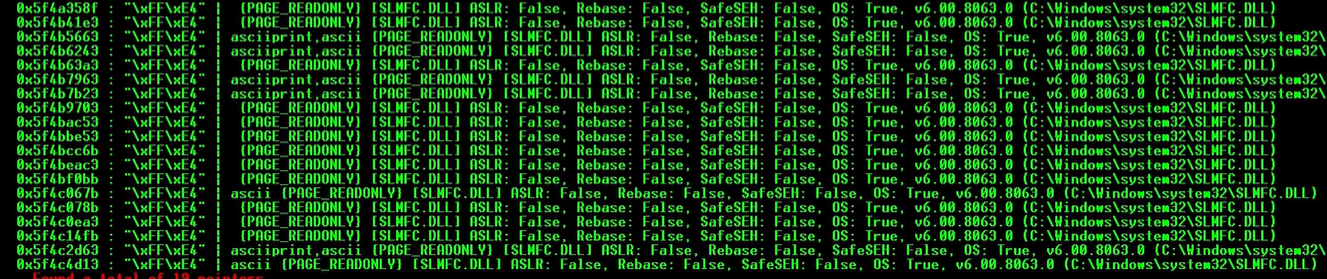 0x5f4a358f : "\xFF\xE4" | {PAGE_READONLY} [SLMFC.DLL] ASLR: False, Rebase: False, SafeSEH: False, OS: True, v6.00.8063.0 (C:\Windows\system32\SLMFC.DLL)
0x5f4b41e3 : "\xFF\xE4" | {PAGE_READONLY} [SLMFC.DLL] ASLR: False, Rebase: False, SafeSEH: False, OS: True, v6.00.8063.0 (C:\Windows\system32\SLMFC.DLL)
0x5f4b5663 : "\xFF\xE4" | asciiprint,ascii {PAGE_READONLY} [SLMFC.DLL] ASLR: False, Rebase: False, SafeSEH: False, OS: True, v6.00.8063.0 (C:\Windows\system32\
0x5f4b6243 : "\xFF\xE4" | asciiprint,ascii {PAGE_READONLY} [SLMFC.DLL] ASLR: False, Rebase: False, SafeSEH: False, OS: True, v6.00.8063.0 (C:\Windows\system32\
0x5f4b63a3 : "\xFF\xE4" | {PAGE_READONLY} [SLMFC.DLL] ASLR: False, Rebase: False, SafeSEH: False, OS: True, v6.00.8063.0 (C:\Windows\system32\SLMFC.DLL)
0x5f4b7963 : "\xFF\xE4" | asciiprint,ascii {PAGE_READONLY} [SLMFC.DLL] ASLR: False, Rebase: False, SafeSEH: False, OS: True, v6.00.8063.0 (C:\Windows\system32\
0x5f4b7b23 : "\xFF\xE4" | asciiprint,ascii {PAGE_READONLY} [SLMFC.DLL] ASLR: False, Rebase: False, SafeSEH: False, OS: True, v6.00.8063.0 (C:\Windows\system32\
0x5f4b9703 : "\xFF\xE4" | {PAGE_READONLY} [SLMFC.DLL] ASLR: False, Rebase: False, SafeSEH: False, OS: True, v6.00.8063.0 (C:\Windows\system32\SLMFC.DLL)
0x5f4bac53 : "\xFF\xE4" | {PAGE_READONLY} [SLMFC.DLL] ASLR: False, Rebase: False, SafeSEH: False, OS: True, v6.00.8063.0 (C:\Windows\system32\SLMFC.DLL)
0x5f4bbe53 : "\xFF\xE4" | {PAGE_READONLY} [SLMFC.DLL] ASLR: False, Rebase: False, SafeSEH: False, OS: True, v6.00.8063.0 (C:\Windows\system32\SLMFC.DLL)
0x5f4bcc6b : "\xFF\xE4" | {PAGE_READONLY} [SLMFC.DLL] ASLR: False, Rebase: False, SafeSEH: False, OS: True, v6.00.8063.0 (C:\Windows\system32\SLMFC.DLL)
0x5f4beac3 : "\xFF\xE4" | {PAGE_READONLY} [SLMFC.DLL] ASLR: False, Rebase: False, SafeSEH: False, OS: True, v6.00.8063.0 (C:\Windows\system32\SLMFC.DLL)
0x5f4bf0bb : "\xFF\xE4" | {PAGE_READONLY} [SLMFC.DLL] ASLR: False, Rebase: False, SafeSEH: False, OS: True, v6.00.8063.0 (C:\Windows\system32\SLMFC.DLL)
0x5f4c067b : "\xFF\xE4" | ascii {PAGE_READONLY} [SLMFC.DLL] ASLR: False, Rebase: False, SafeSEH: False, OS: True, v6.00.8063.0 (C:\Windows\system32\SLMFC.DLL)
0x5f4c078b : "\xFF\xE4" | {PAGE_READONLY} [SLMFC.DLL] ASLR: False, Rebase: False, SafeSEH: False, OS: True, v6.00.8063.0 (C:\Windows\system32\SLMFC.DLL)
0x5f4c0ea3 : "\xFF\xE4" | {PAGE_READONLY} [SLMFC.DLL] ASLR: False, Rebase: False, SafeSEH: False, OS: True, v6.00.8063.0 (C:\Windows\system32\SLMFC.DLL)
0x5f4c14fb : "\xFF\xE4" | {PAGE_READONLY} [SLMFC.DLL] ASLR: False, Rebase: False, SafeSEH: False, OS: True, v6.00.8063.0 (C:\Windows\system32\SLMFC.DLL)
0x5f4c2d63 : "\xFF\xE4" | asciiprint,ascii {PAGE_READONLY} [SLMFC.DLL] ASLR: False, Rebase: False, SafeSEH: False, OS: True, v6.00.8063.0 (C:\Windows\system32\
0x5f4c4d13 : "\xFF\xE4" | ascii {PAGE_READONLY} [SLMFC.DLL] ASLR: False, Rebase: False, SafeSEH: False, OS: True, v6.00.8063.0 (C:\Windows\system32\SLMFC.DLL)
Found a total of 19 pointers